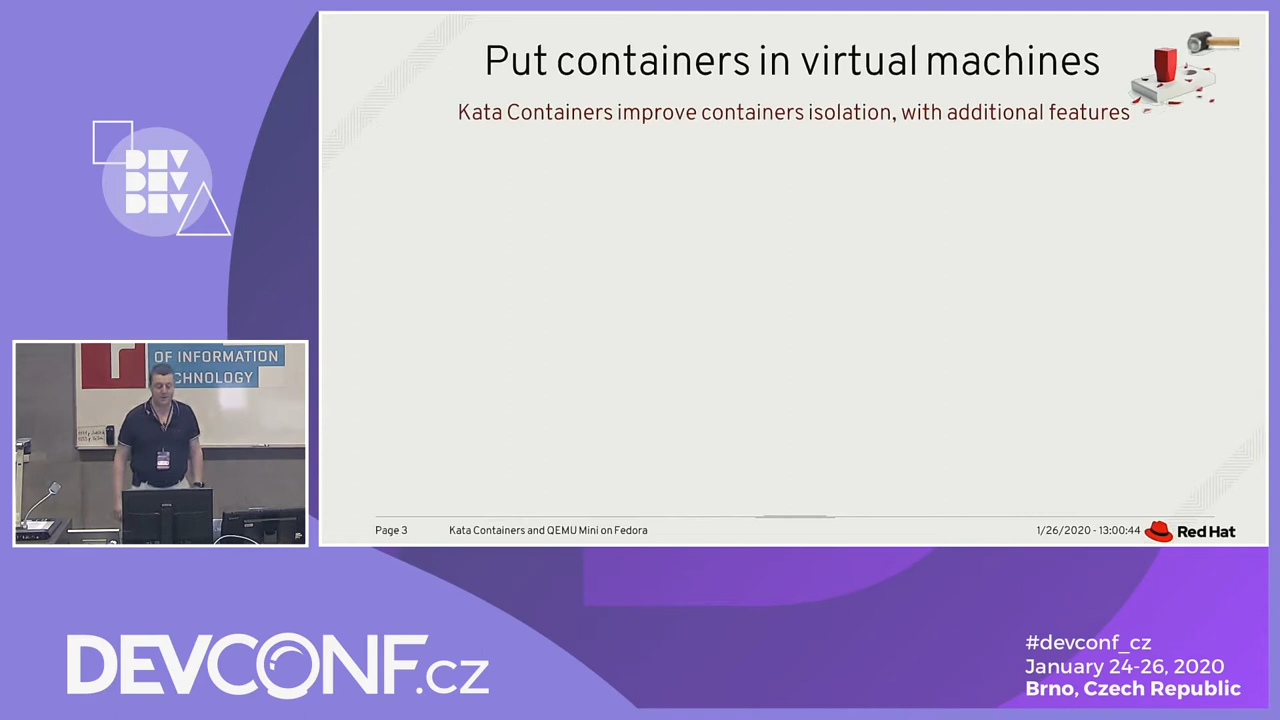 Put containers in virtual machines
Kata Containers improve containers isolation, with additional features
DEV
DEV
DEV
OF INFORMATION
CHNOLOGY
Page 3
Kata Containers and QEMU Mini on Fedora
1/26/2020 - 13:00:44
Red Hat
DEVCONF.cz
#devconf_cz
January 24-26, 2020
Brno, Czech Republic